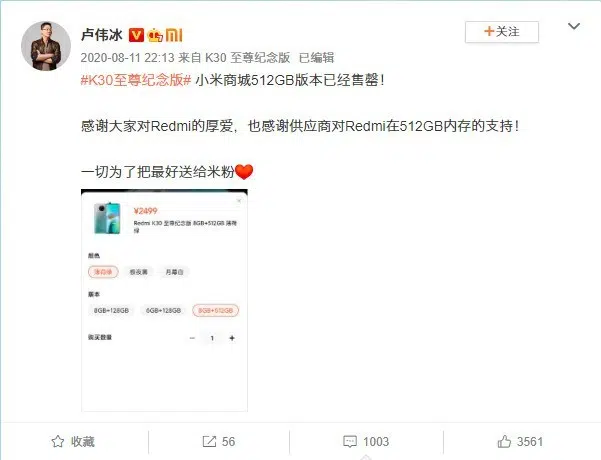 卢伟冰
+关注
2020-08-11 22:13 来自 K30 至尊纪念版 已编辑
#K30至尊纪念版# 小米商城512GB版本已经售罄！
感谢大家对Redmi的厚爱，也感谢供应商对Redmi在512GB内存的支持！
一切为了把最好送给米粉
¥2499
Redmi K30 至尊纪念版 8GB+512GB 薄荷
绿
颜色
薄荷绿 极夜黑 月幕白
版本
8GB+128GB 6GB+128GB 8GB+512GB
购买数量 − 1 +
收藏 56 1003 3561